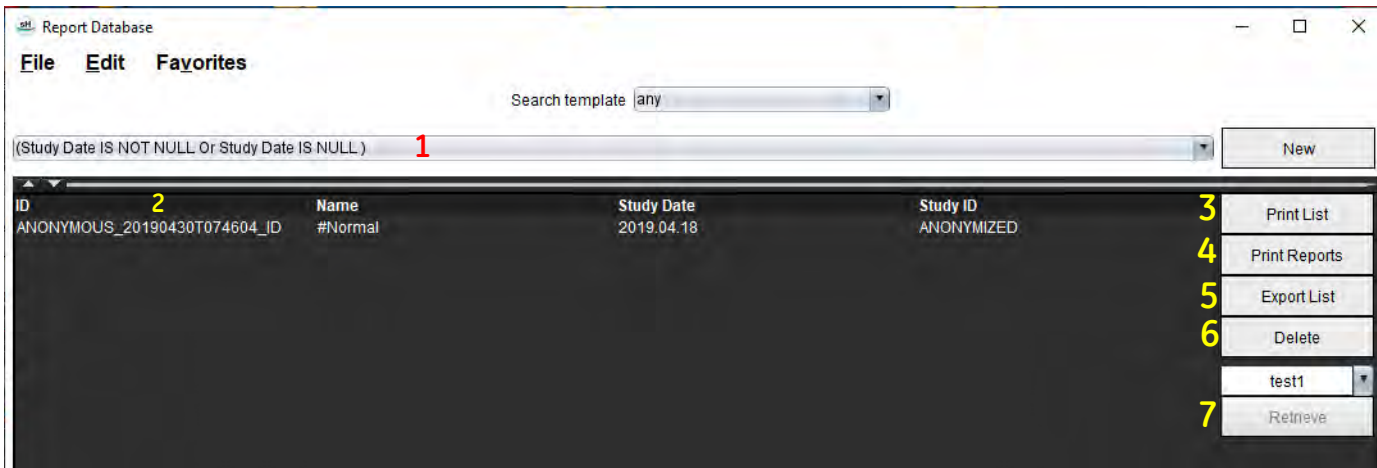 sH Report Database
File Edit Favorites
Search template any
(Study Date IS NOT NULL Or Study Date IS NULL ) 1 New
ID 2 Name Study Date Study ID 3 Print List
ANONYMOUS_20190430T074604_ID #Normal 2019.04.18 ANONYMIZED
4 Print Reports
5 Export List
6 Delete
test1
7 Retrieve